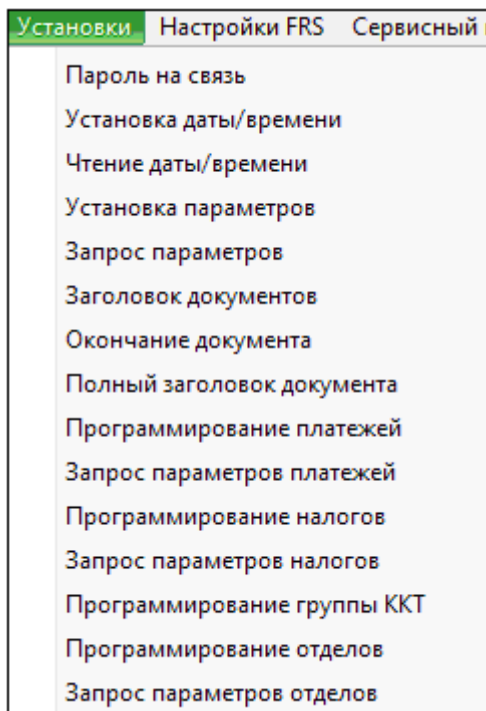 Установки Настройки FRS Сервисный
Пароль на связь
Установка даты/времени
Чтение даты/времени
Установка параметров
Запрос параметров
Заголовок документов
Окончание документа
Полный заголовок документа
Программирование платежей
Запрос параметров платежей
Программирование налогов
Запрос параметров налогов
Программирование группы ККТ
Программирование отделов
Запрос параметров отделов